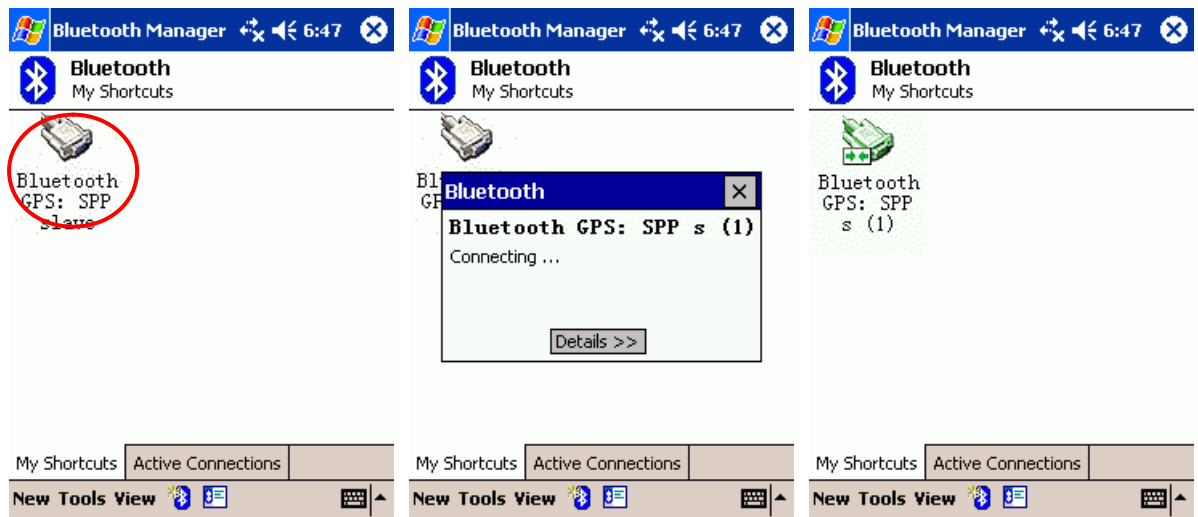 Bluetooth Manager 6:47
Bluetooth
My Shortcuts
Bluetooth
GPS: SPP
slave
My Shortcuts Active Connections
New Tools View
Bluetooth Manager 6:47
Bluetooth
My Shortcuts
Bl
GP
Bluetooth
Bluetooth GPS: SPP s (1)
Connecting ...
Details >>
My Shortcuts Active Connections
New Tools View
Bluetooth Manager 6:47
Bluetooth
My Shortcuts
Bluetooth
GPS: SPP
s (1)
My Shortcuts Active Connections
New Tools View